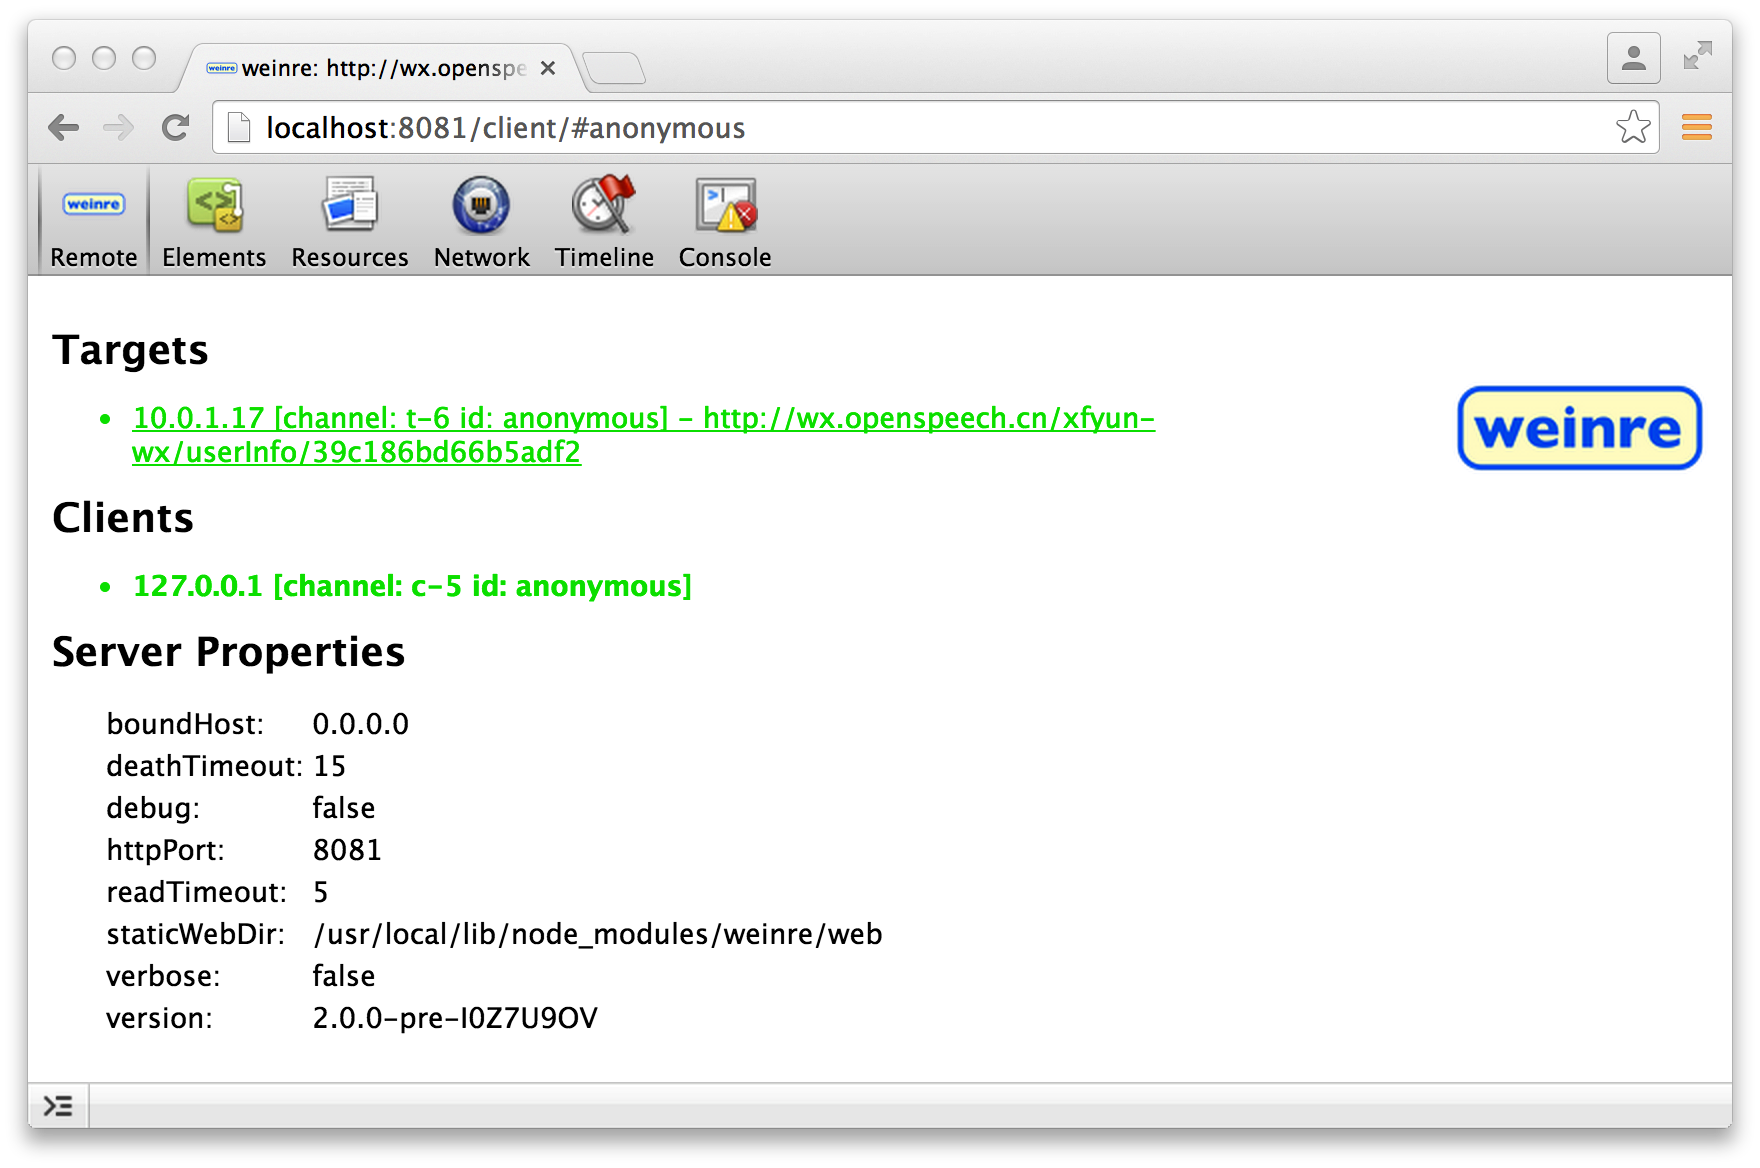 weinre weinre: http://wx.openspe
localhost:8081/client/#anonymous
weinre
Remote Elements Resources Network Timeline Console
Targets
10.0.1.17 [channel: t-6 id: anonymous] - http://wx.openspeech.cn/xfyun-
wx/userInfo/39c186bd66b5adf2
weinre
Clients
127.0.0.1 [channel: c-5 id: anonymous]
Server Properties
boundHost: 0.0.0.0
deathTimeout: 15
debug: false
httpPort: 8081
readTimeout: 5
staticWebDir: /usr/local/lib/node_modules/weinre/web
verbose: false
version: 2.0.0-pre-I0Z7U9OV